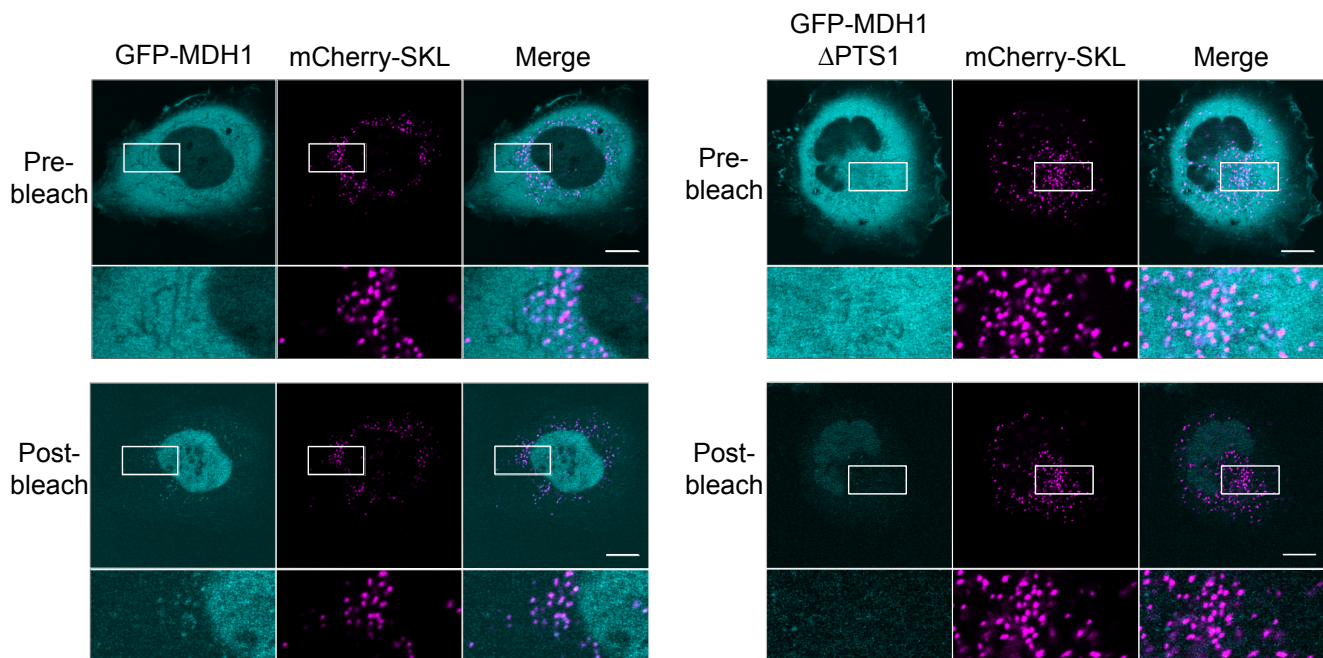 GFP-MDH1 mCherry-SKL Merge
Pre-
bleach
Post-
bleach
GFP-MDH1
ΔPTS1 mCherry-SKL Merge
Pre-
bleach
Post-
bleach